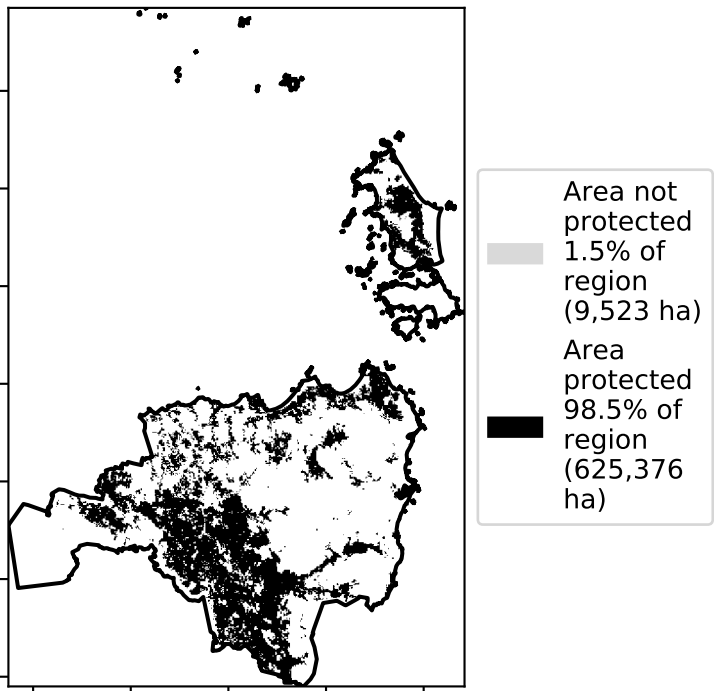 Area not
protected
1.5% of
region
(9,523 ha)
Area
protected
98.5% of
region
(625,376
ha)